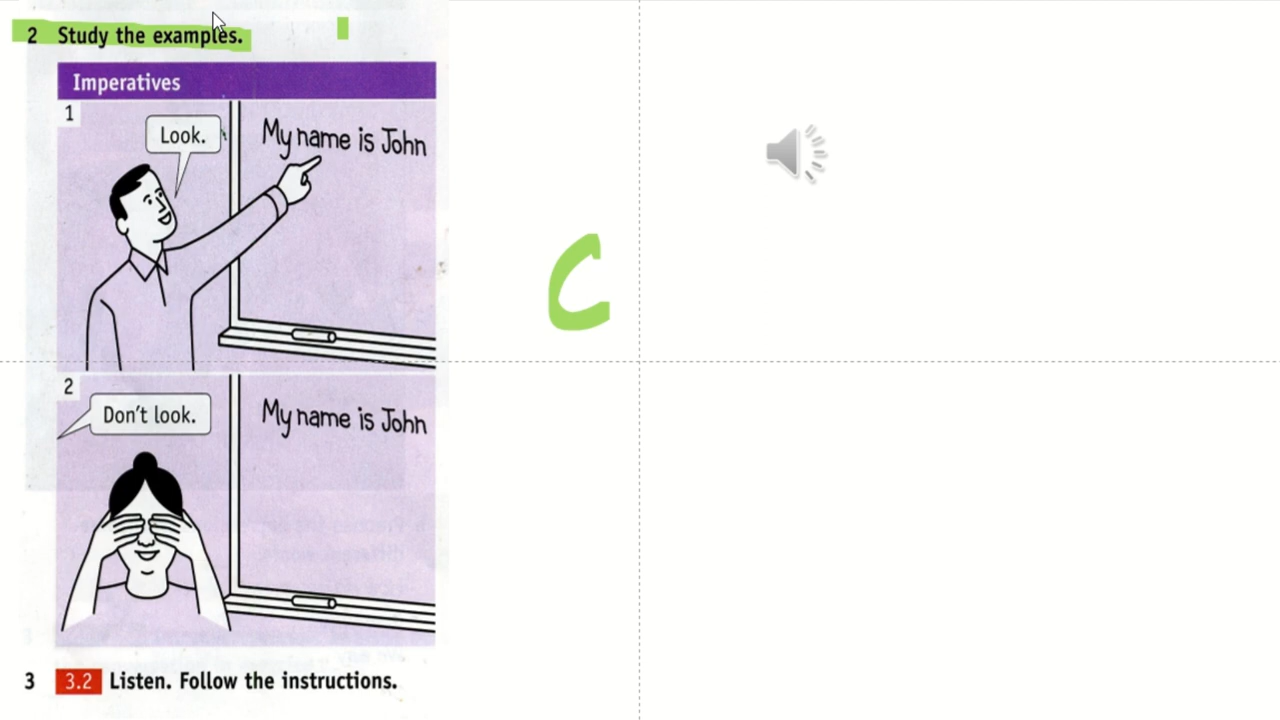 2 Study the examples.
Imperatives
1
Look.
My name is John
C
2
Don't look.
My name is John
3 3.2 Listen. Follow the instructions.